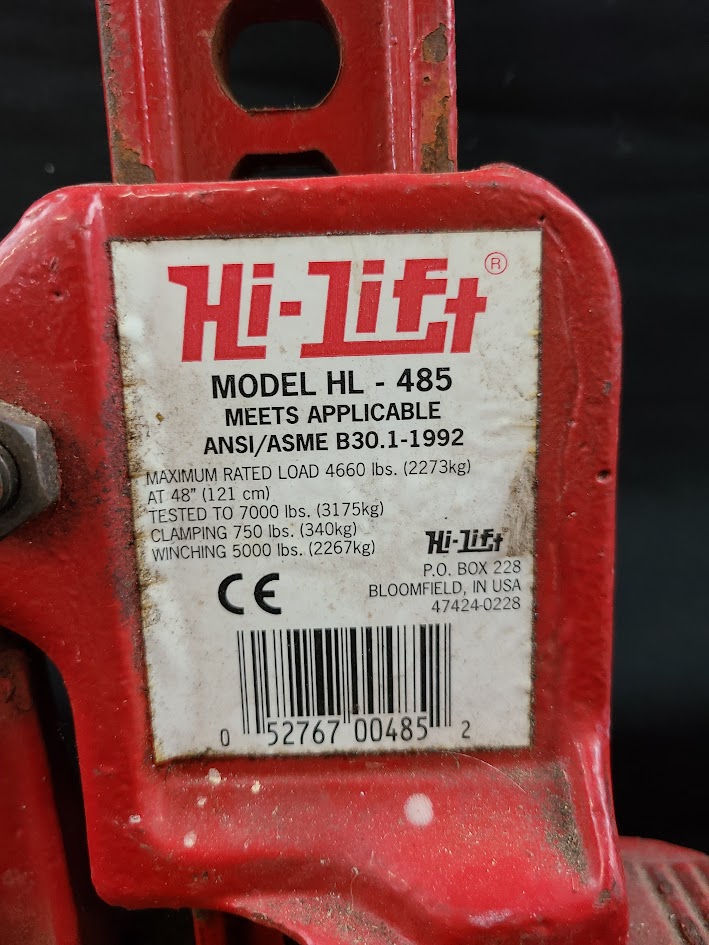 Hi-Lift®
MODEL HL - 485
MEETS APPLICABLE
ANSI/ASME B30.1-1992
MAXIMUM RATED LOAD 4660 lbs. (2273kg)
AT 48" (121 cm)
TESTED TO 7000 lbs. (3175kg)
CLAMPING 750 lbs. (340kg)
WINCHING 5000 lbs. (2267kg)
Hi-Lift®
P.O. BOX 228
BLOOMFIELD, IN USA
47424-0228
CE
0 52767 00485 2